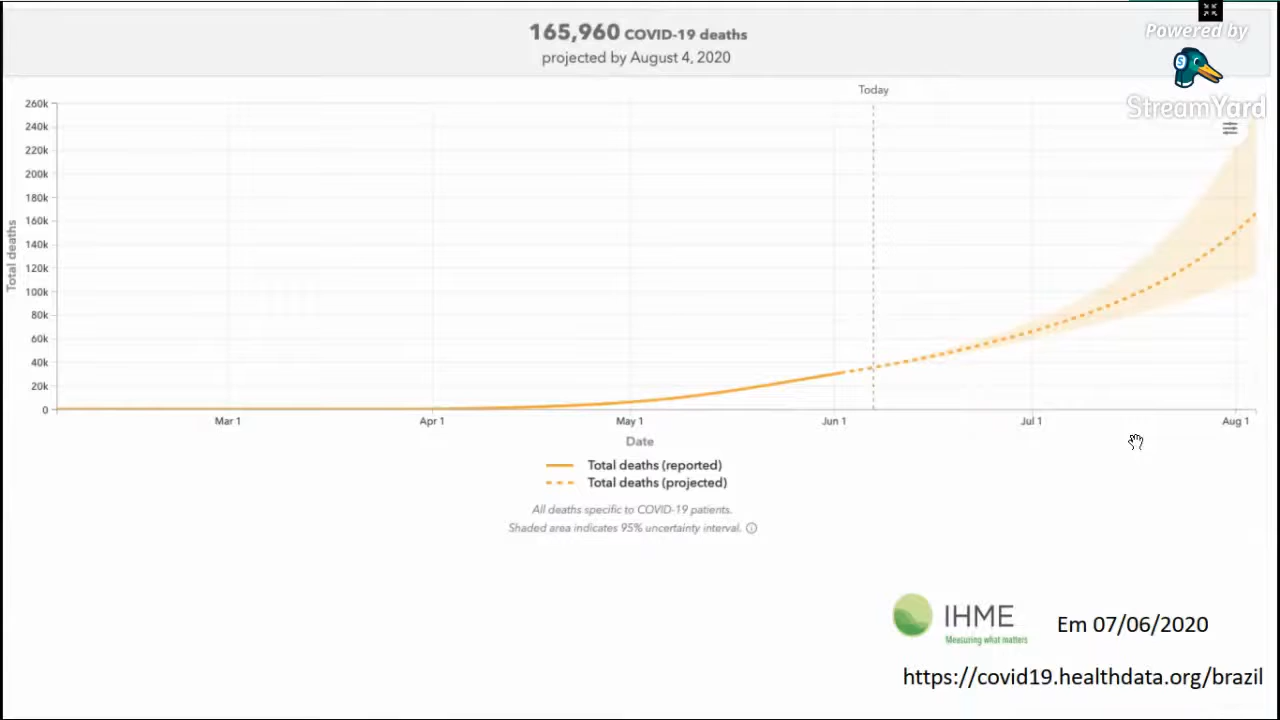 165,960 COVID-19 deaths
projected by August 4, 2020
Powered by
StreamYard
Today
260k
240k
220k
200k
180k
160k
140k
120k
100k
80k
60k
40k
20k
0
Total deaths
Mar 1
Apr 1
May 1
Jun 1
Jul 1
Aug 1
Date
Total deaths (reported)
Total deaths (projected)
All deaths specific to COVID-19 patients.
Shaded area indicates 95% uncertainty interval.
IHME
Measuring what matters
Em 07/06/2020
https://covid19.healthdata.org/brazil